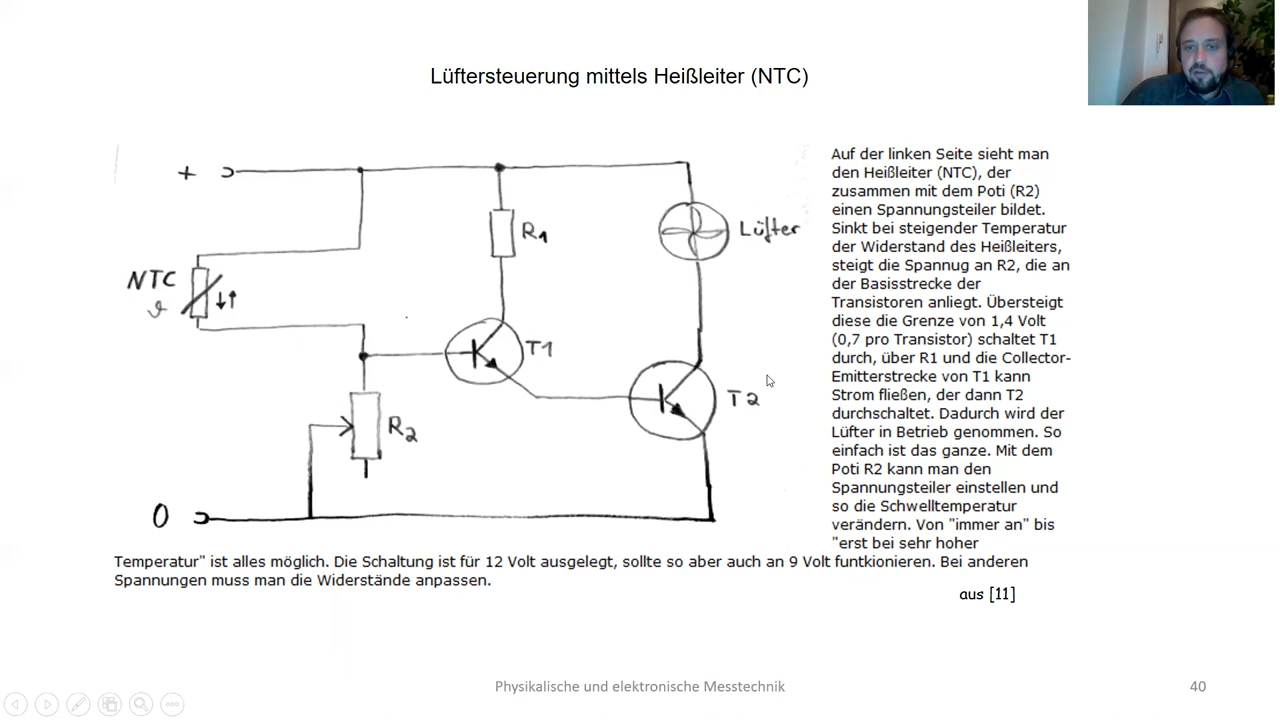 Lüftersteuerung mittels Heißleiter (NTC)
+
NTC
ϑ
↓↑
R1
Lüfter
T1
T2
R2
0
Auf der linken Seite sieht man
den Heißleiter (NTC), der
zusammen mit dem Poti (R2)
einen Spannungsteiler bildet.
Sinkt bei steigender Temperatur
der Widerstand des Heißleiters,
steigt die Spannug an R2, die an
der Basisstrecke der
Transistoren anliegt. Übersteigt
diese die Grenze von 1,4 Volt
(0,7 pro Transistor) schaltet T1
durch, über R1 und die Collector-
Emitterstrecke von T1 kann
Strom fließen, der dann T2
durchschaltet. Dadurch wird der
Lüfter in Betrieb genommen. So
einfach ist das ganze. Mit dem
Poti R2 kann man den
Spannungsteiler einstellen und
so die Schwelltemperatur
verändern. Von "immer an" bis
"erst bei sehr hoher
Temperatur" ist alles möglich. Die Schaltung ist für 12 Volt ausgelegt, sollte so aber auch an 9 Volt funtkionieren. Bei anderen
Spannungen muss man die Widerstände anpassen.
aus [11]
Physikalische und elektronische Messtechnik
40